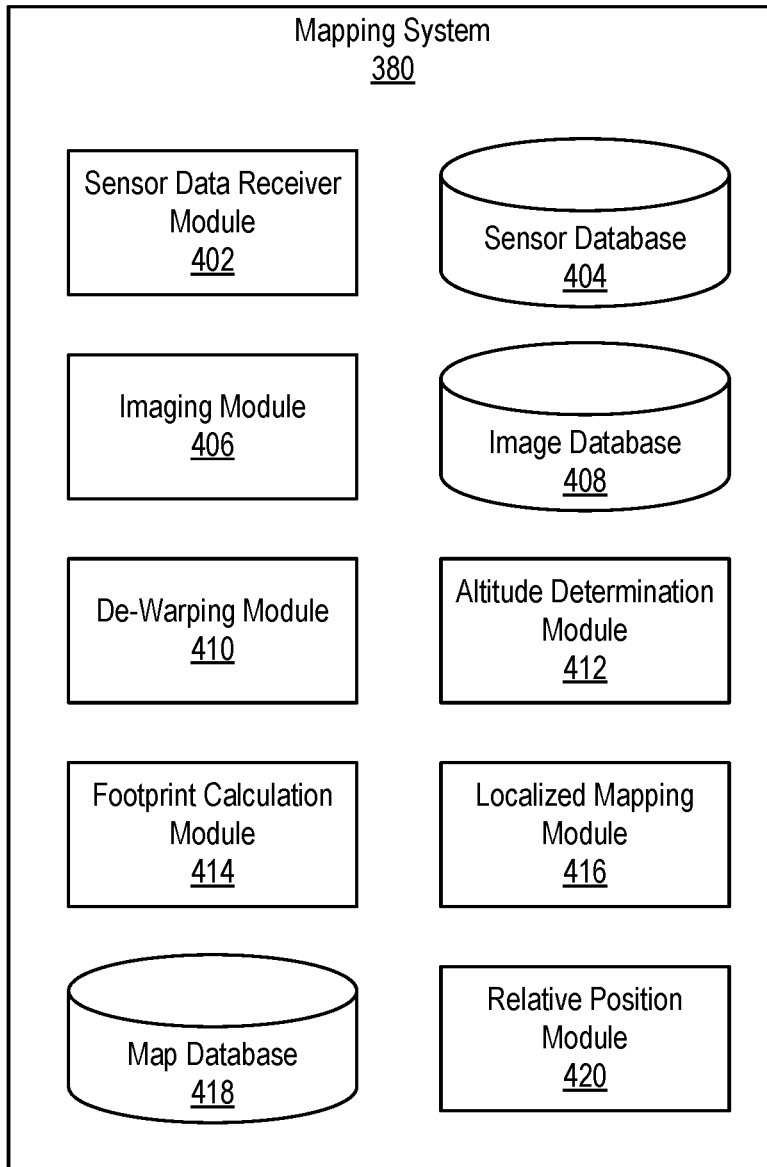 Mapping System
380
Sensor Data Receiver
Module
402
Sensor Database
404
Imaging Module
406
Image Database
408
De-Warping Module
410
Altitude Determination
Module
412
Footprint Calculation
Module
414
Localized Mapping
Module
416
Map Database
418
Relative Position
Module
420